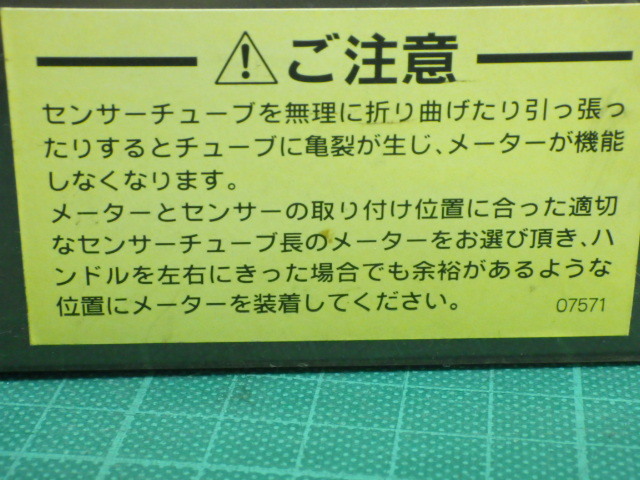 ご注意
センサーチューブを無理に折り曲げたり引っ張っ
たりするとチューブに亀裂が生じ、メーターが機能
しなくなります。
メーターとセンサーの取り付け位置に合った適切
なセンサーチューブ長のメーターをお選び頂き、ハ
ンドルを左右にきった場合でも余裕があるような
位置にメーターを装着してください。 07571